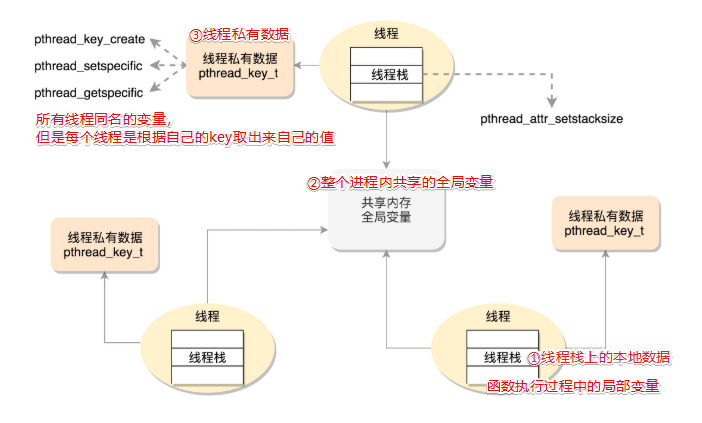 ③线程私有数据
线程
pthread_key_create
线程私有数据
pthread_key_t
pthread_setspecific
线程栈
pthread_getspecific
pthread_attr_setstacksize
所有线程同名的变量,
但是每个线程是根据自己的key取出来自己的值
②整个进程内共享的全局变量
共享内存
全局变量
线程私有数据
pthread_key_t
线程私有数据
pthread_key_t
线程
线程栈
线程
线程栈
①线程栈上的本地数据
函数执行过程中的局部变量